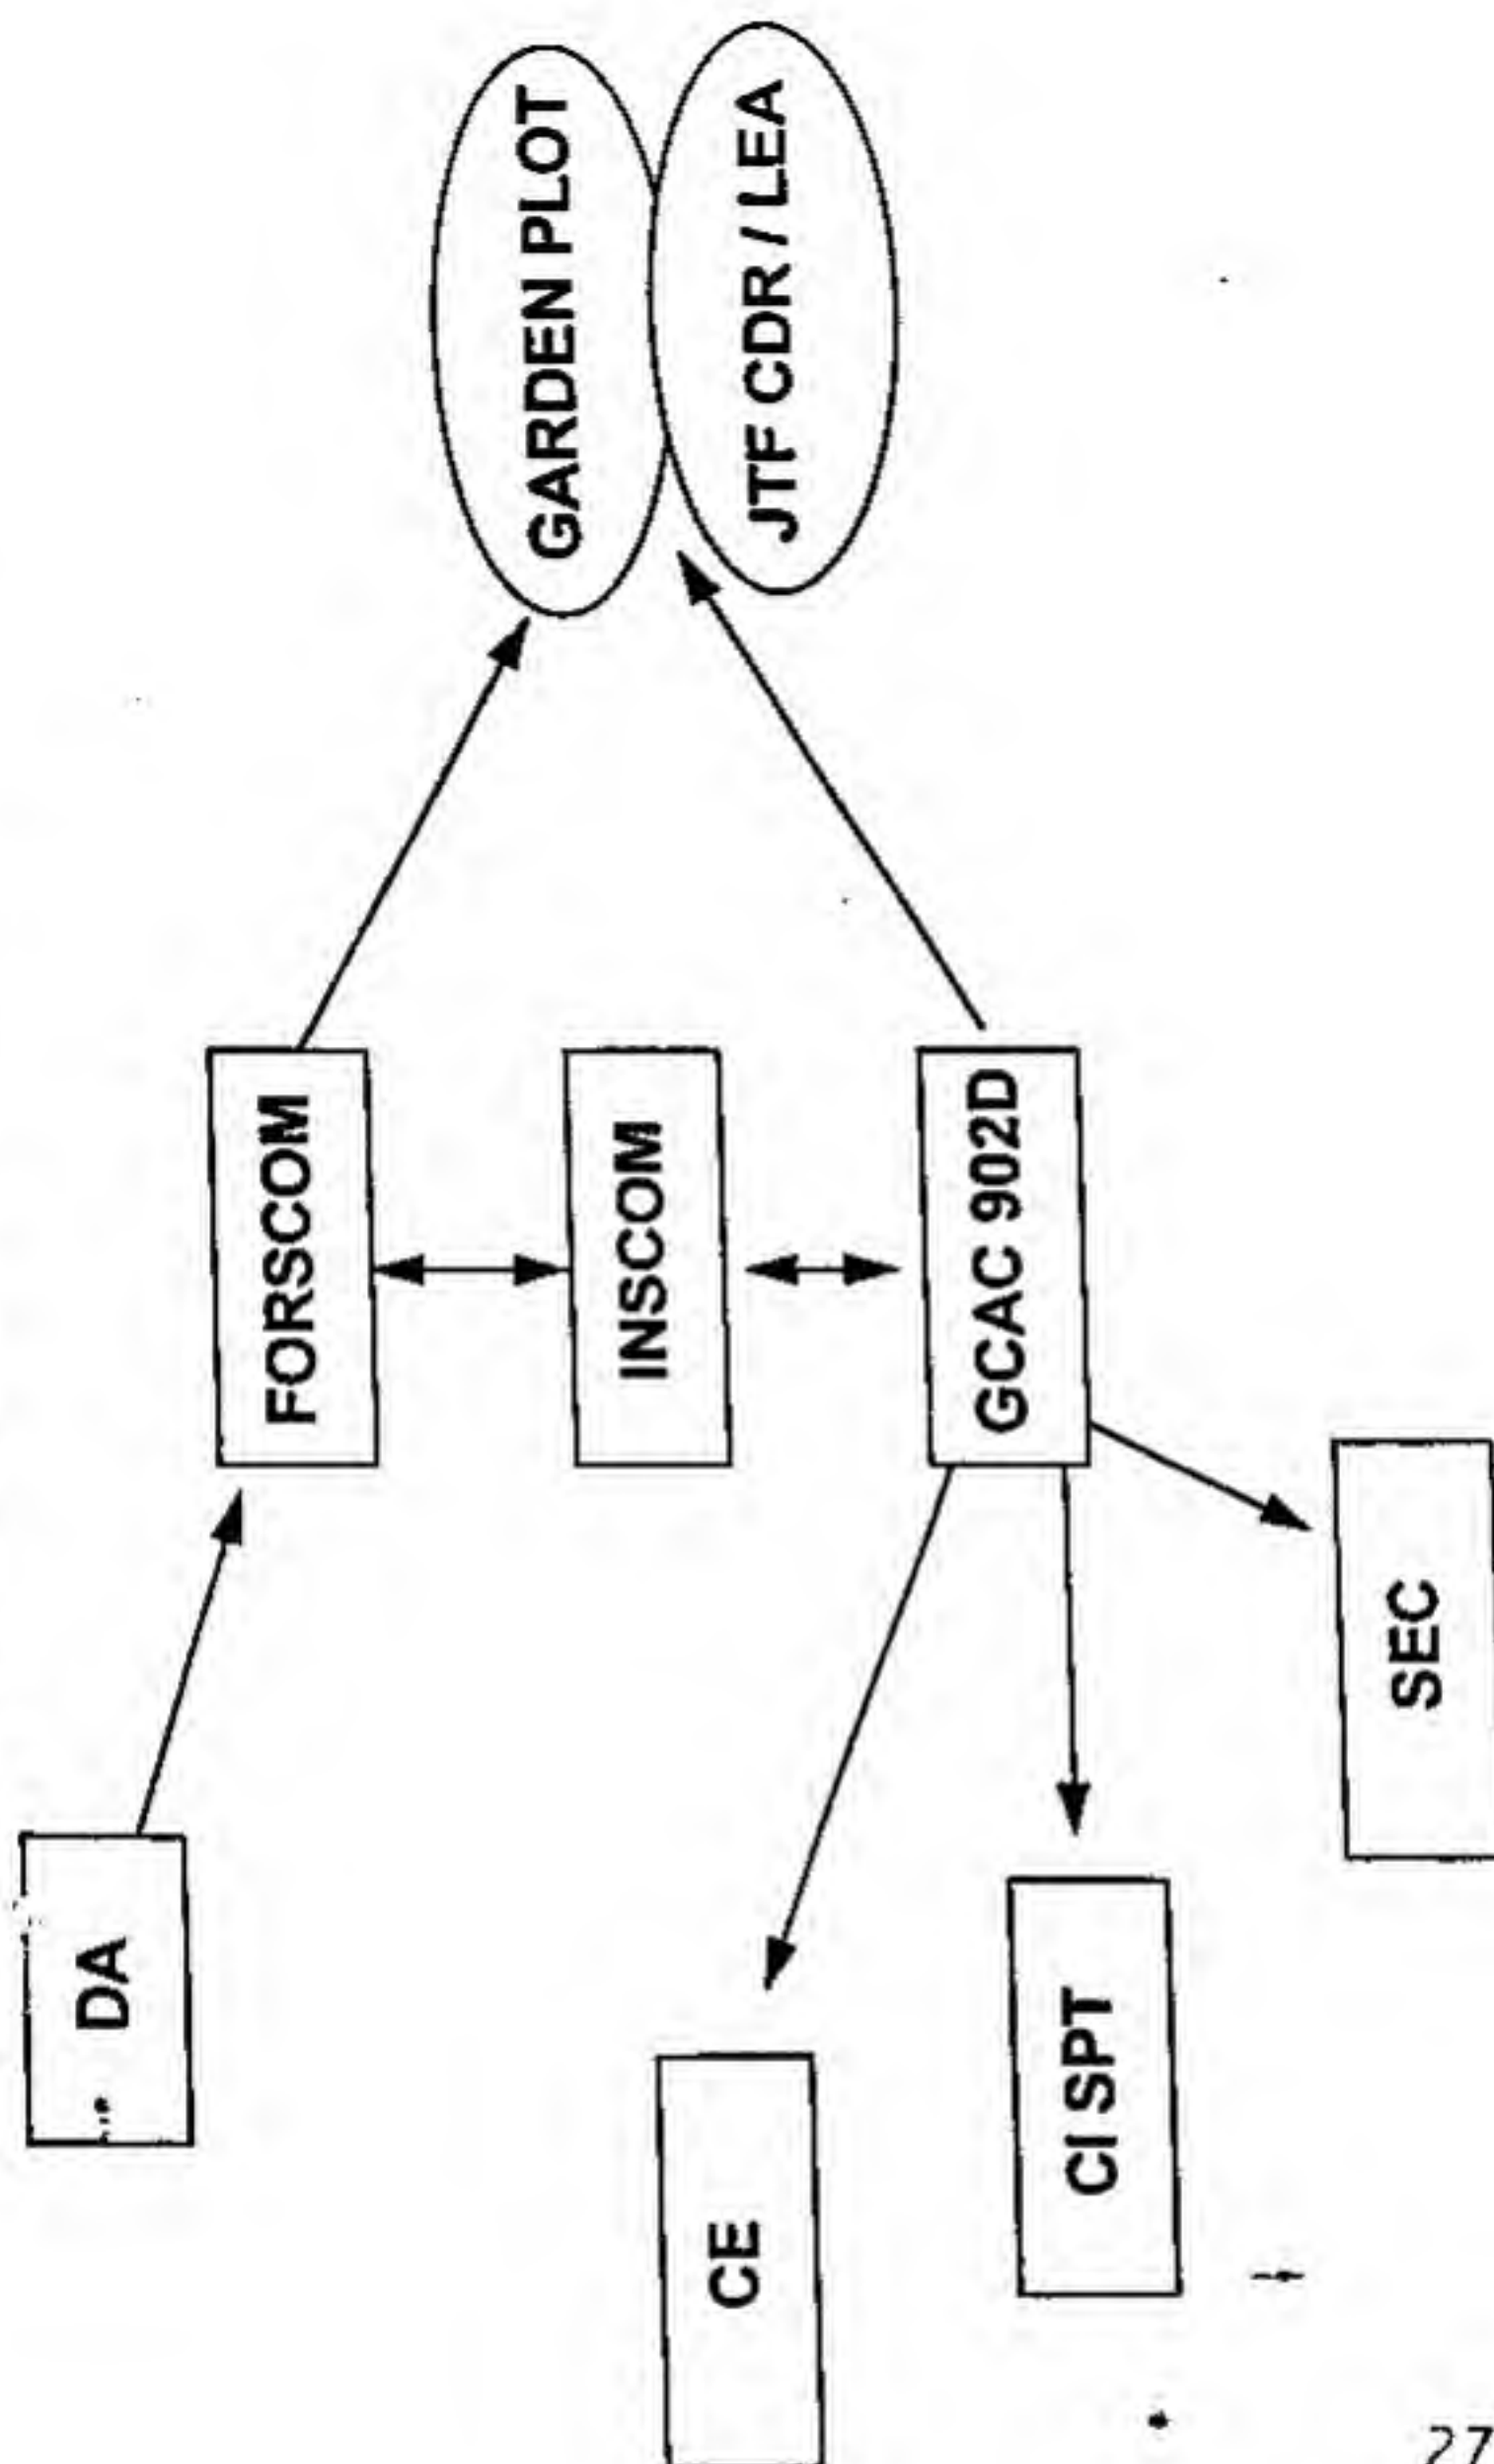 DA
FORSCOM
GARDEN PLOT
INSCOM
JTF CDR / LEA
CE
GCAC 902D
CI SPT
SEC
27